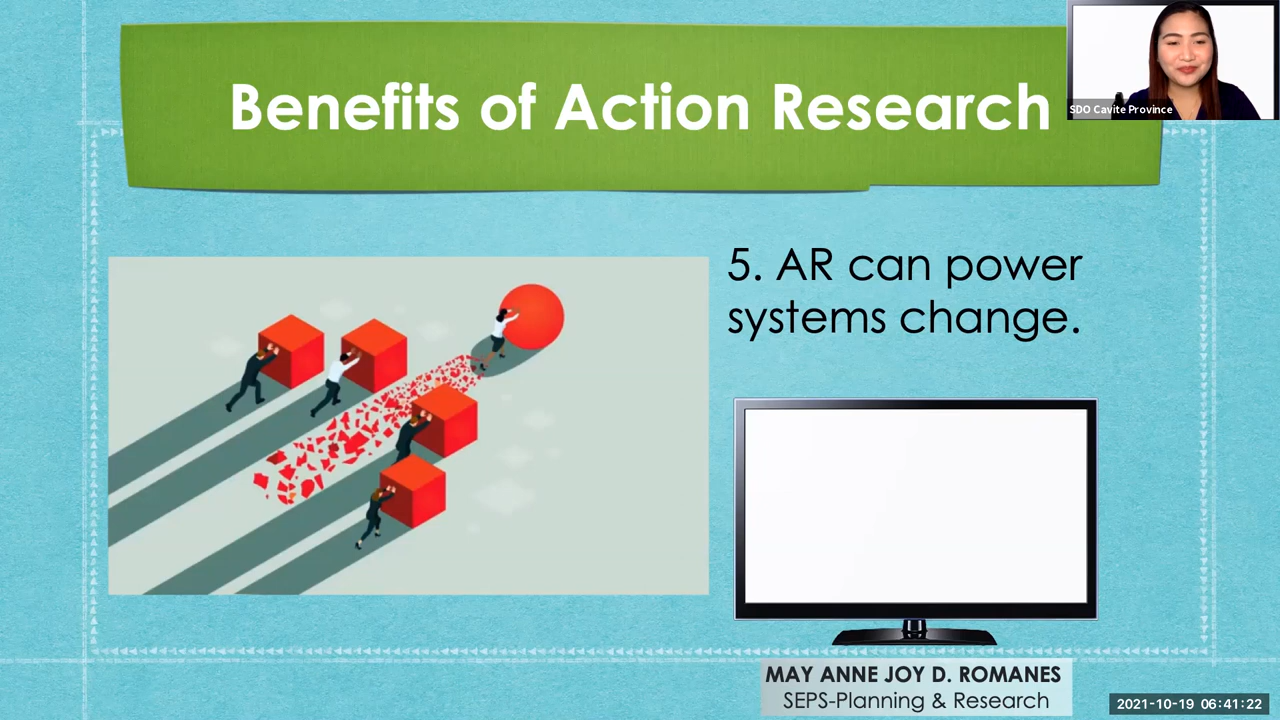 Benefits of Action Research
SDO Cavite Province
5. AR can power
systems change.
MAY ANNE JOY D. ROMANES
SEPS-Planning & Research
2021-10-19 06:41:22